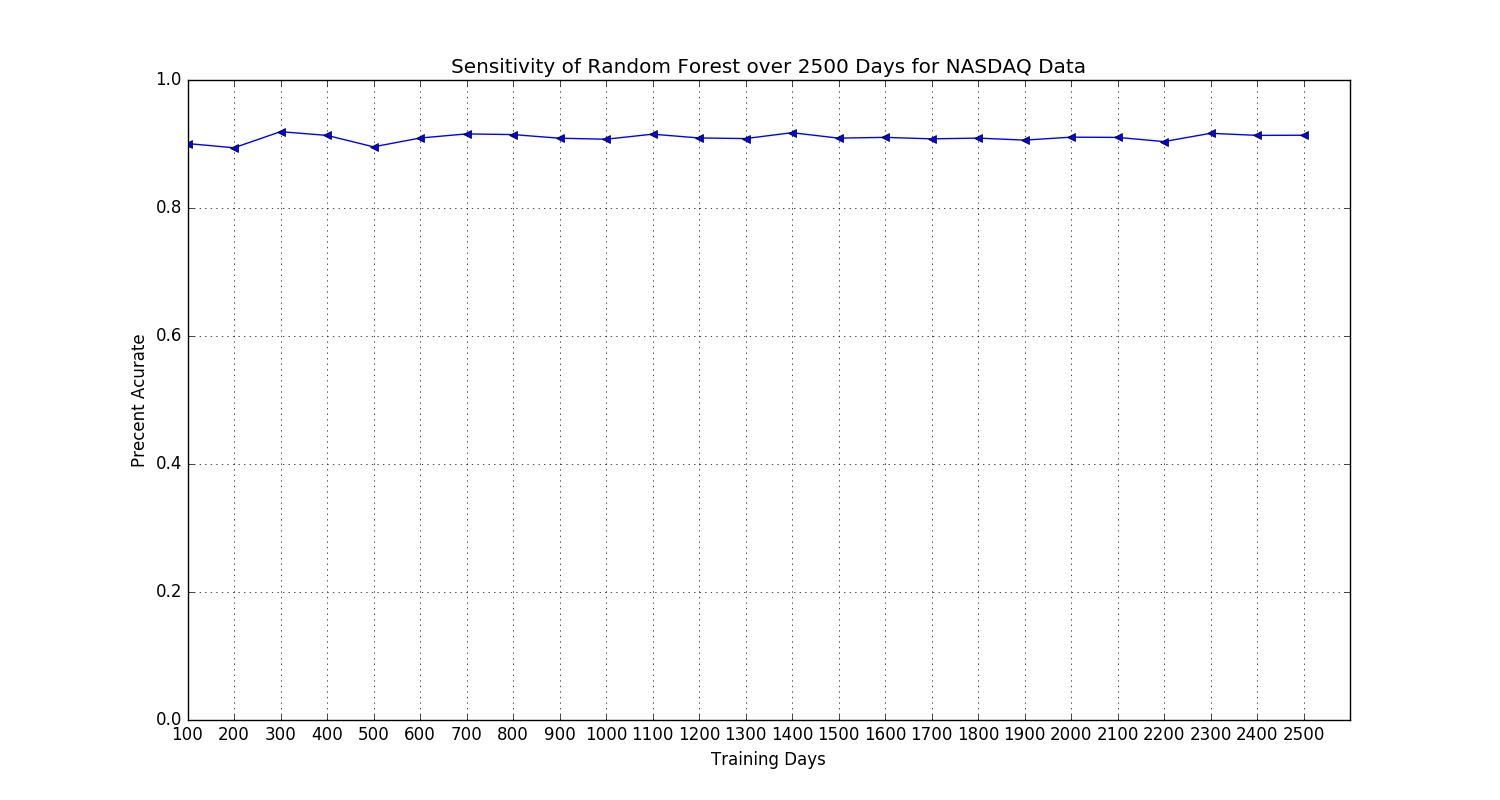 Sensitivity of Random Forest over 2500 Days for NASDAQ Data
1.0
0.8
0.6
0.4
0.2
0.0
Precent Acurate
100 200 300 400 500 600 700 800 900 1000 1100 1200 1300 1400 1500 1600 1700 1800 1900 2000 2100 2200 2300 2400 2500
Training Days